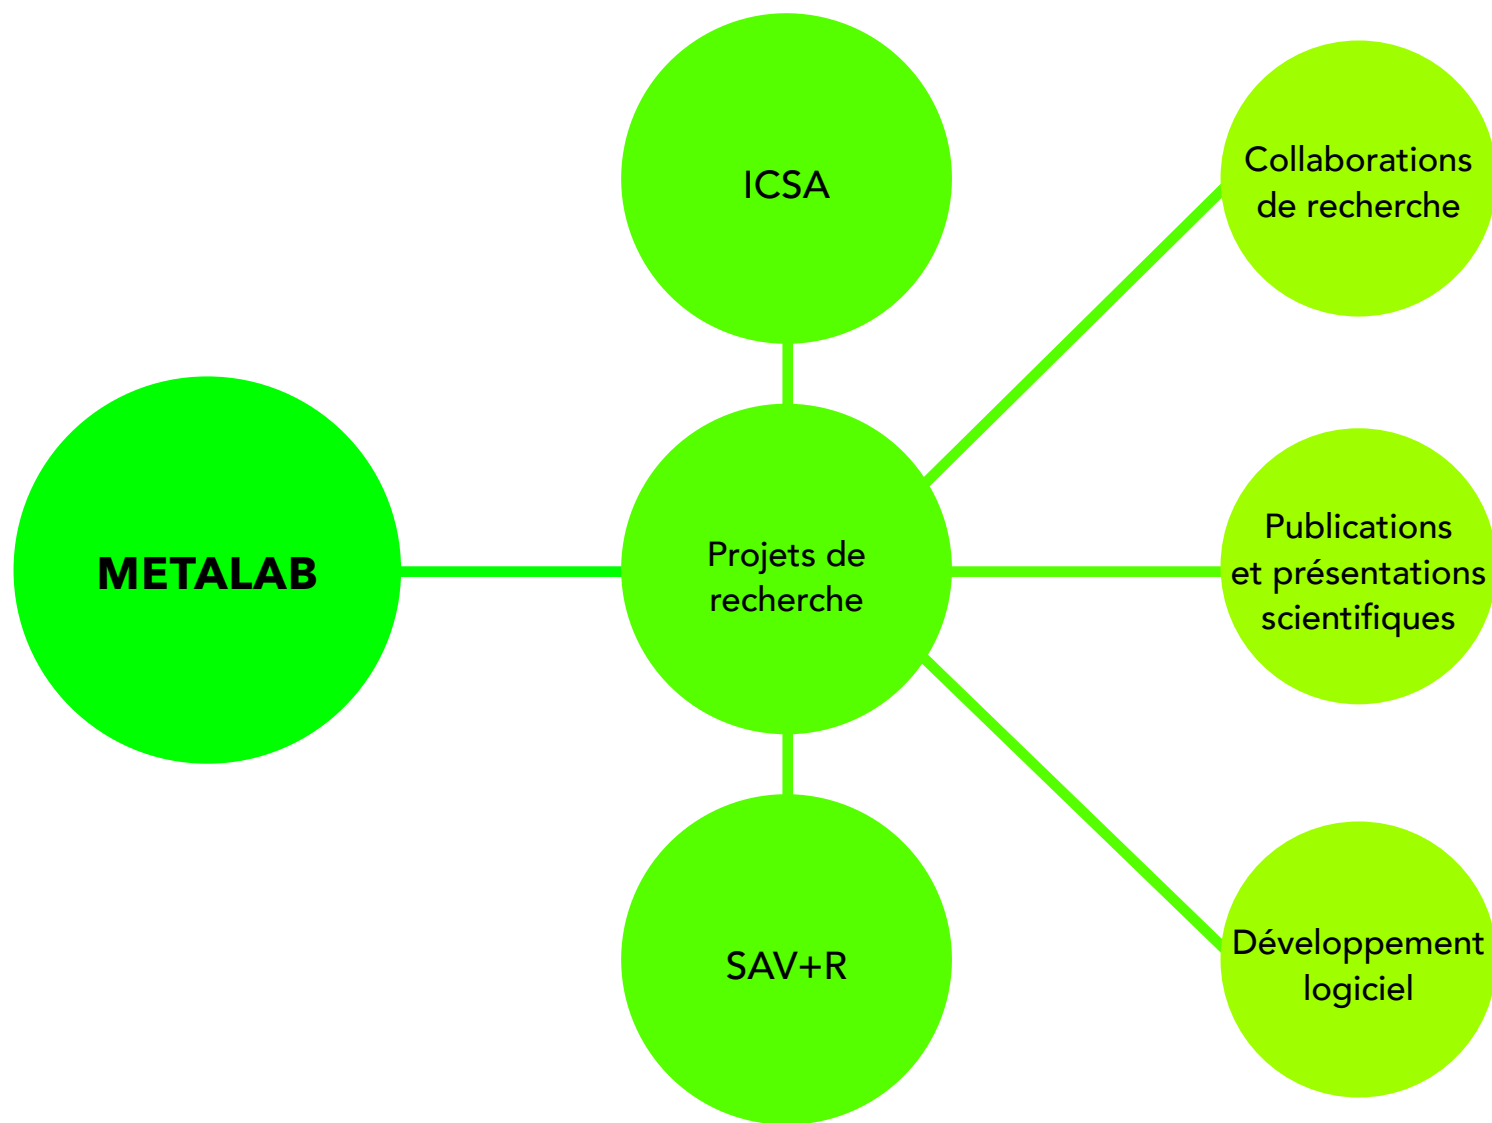 ICSA
Collaborations
de recherche
METALAB
Projets de
recherche
Publications
et présentations
scientifiques
SAV+R
Développement
logiciel